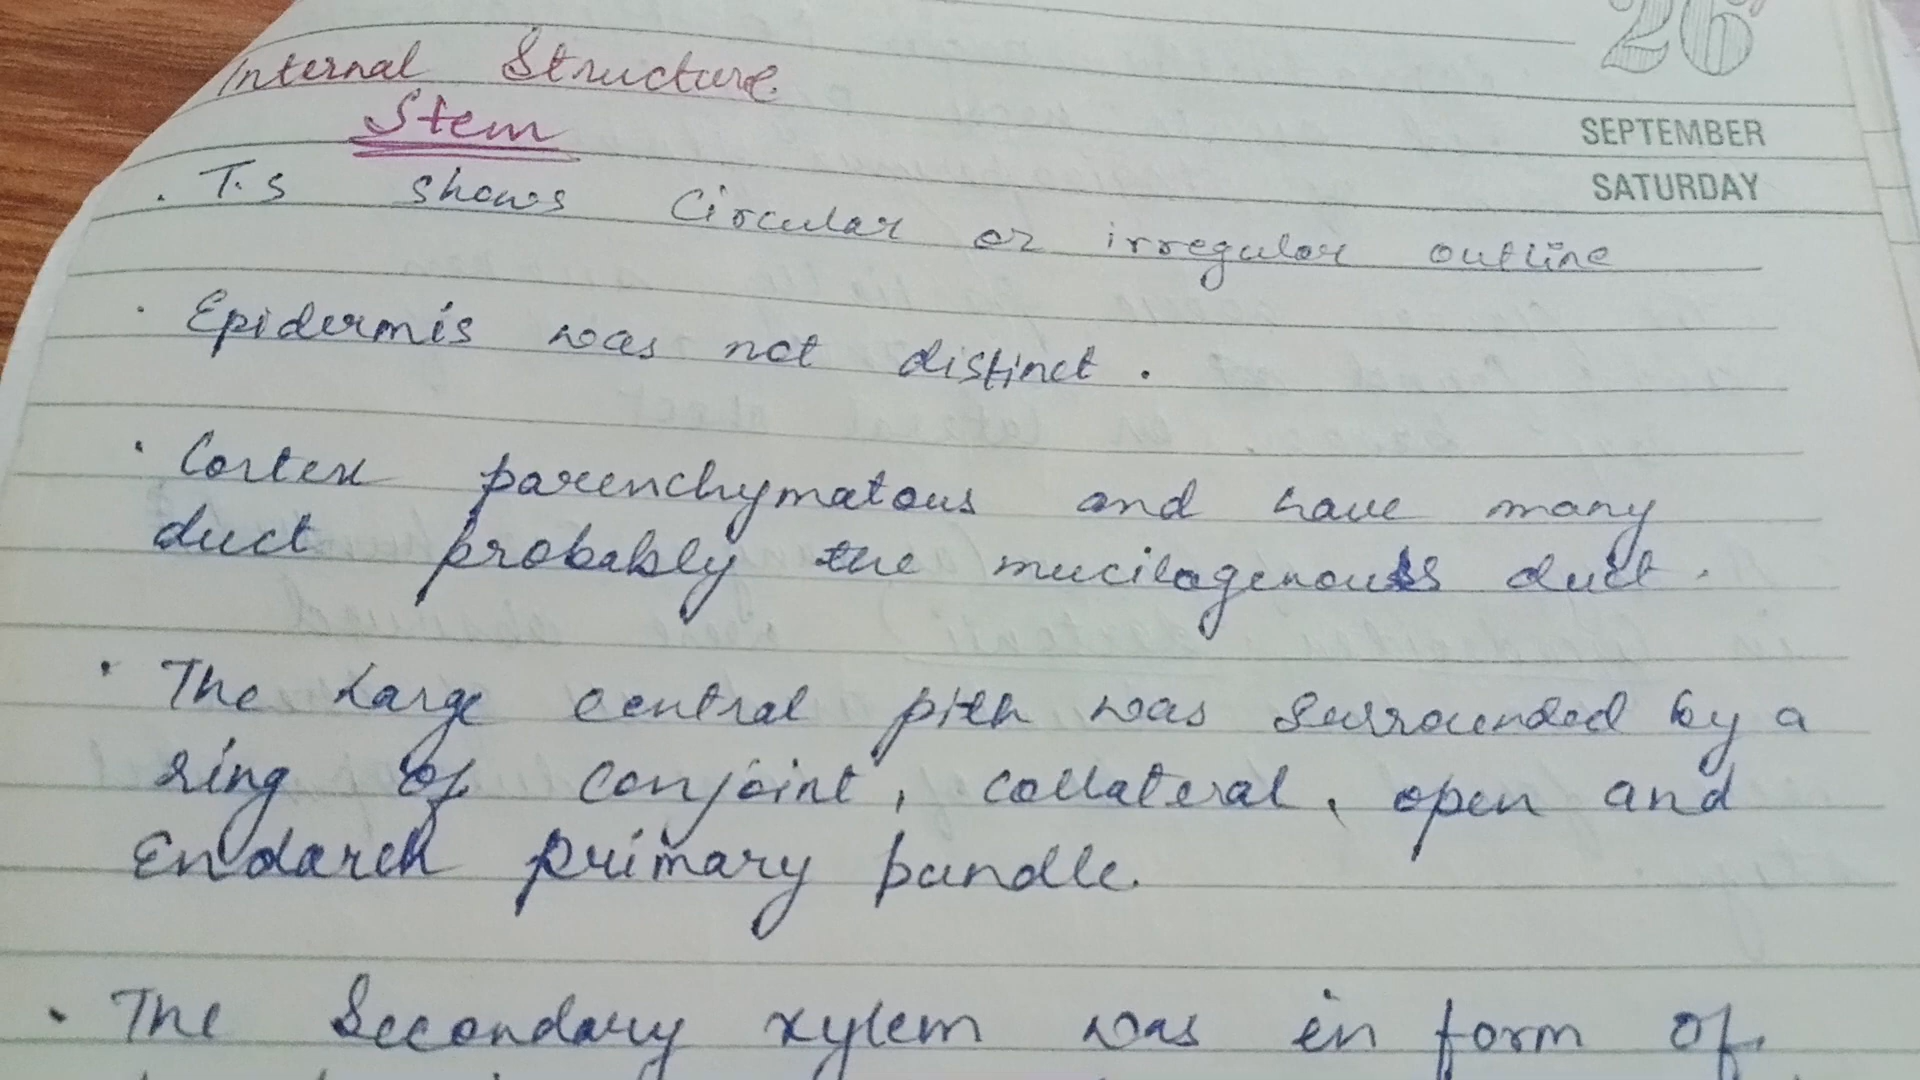 26
SEPTEMBER
SATURDAY
Internal Structure
Stem
. T.S shows Circular or irregular outline
. Epidermis was not distinct .
. Cortex parenchymatous and have many
duct probably the mucilagenous duct .
. The Large central pith was Surrounded by a
ring of conjoint, collateral, open and
Endarch primary bundle.
. The Secondary xylem was in form of